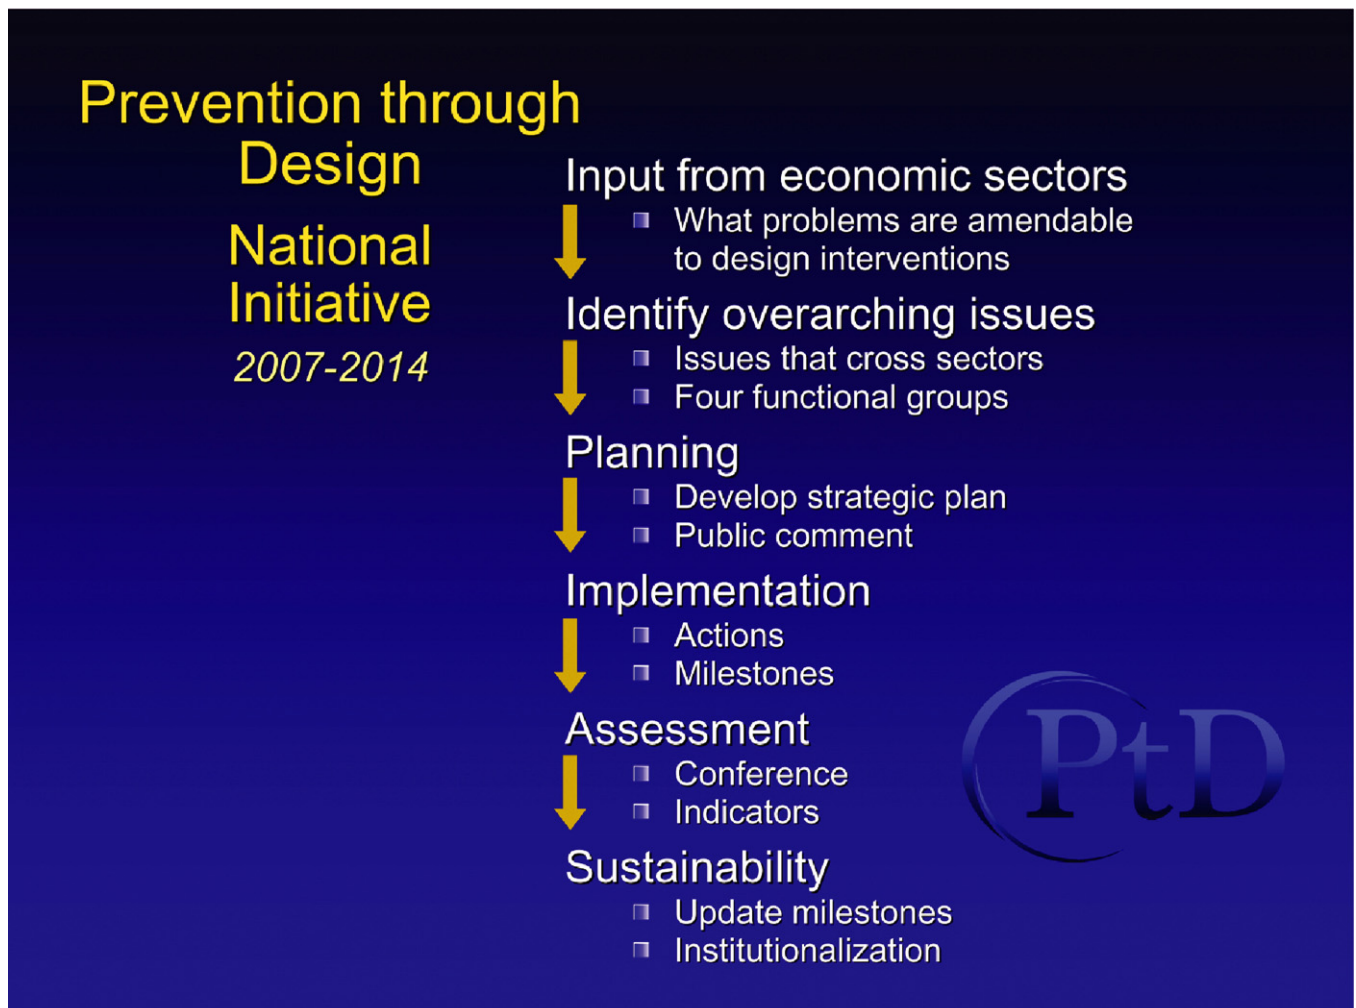 Prevention through
Design
National
Initiative
2007-2014
Input from economic sectors
What problems are amendable
to design interventions
Identify overarching issues
Issues that cross sectors
Four functional groups
Planning
Develop strategic plan
Public comment
Implementation
Actions
Milestones
Assessment
Conference
Indicators
Sustainability
Update milestones
Institutionalization
PtD